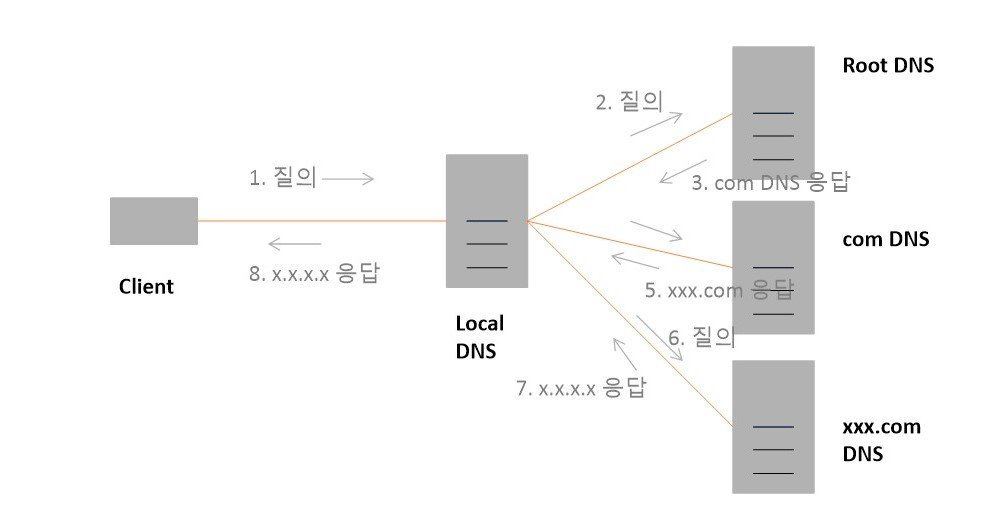 Root DNS
2. 질의
1. 질의
3. com DNS 응답
com DNS
8. x.x.x.x 응답
Client
5. xxx.com 응답
Local
DNS
6. 질의
7. x.x.x.x 응답
xxx.com
DNS